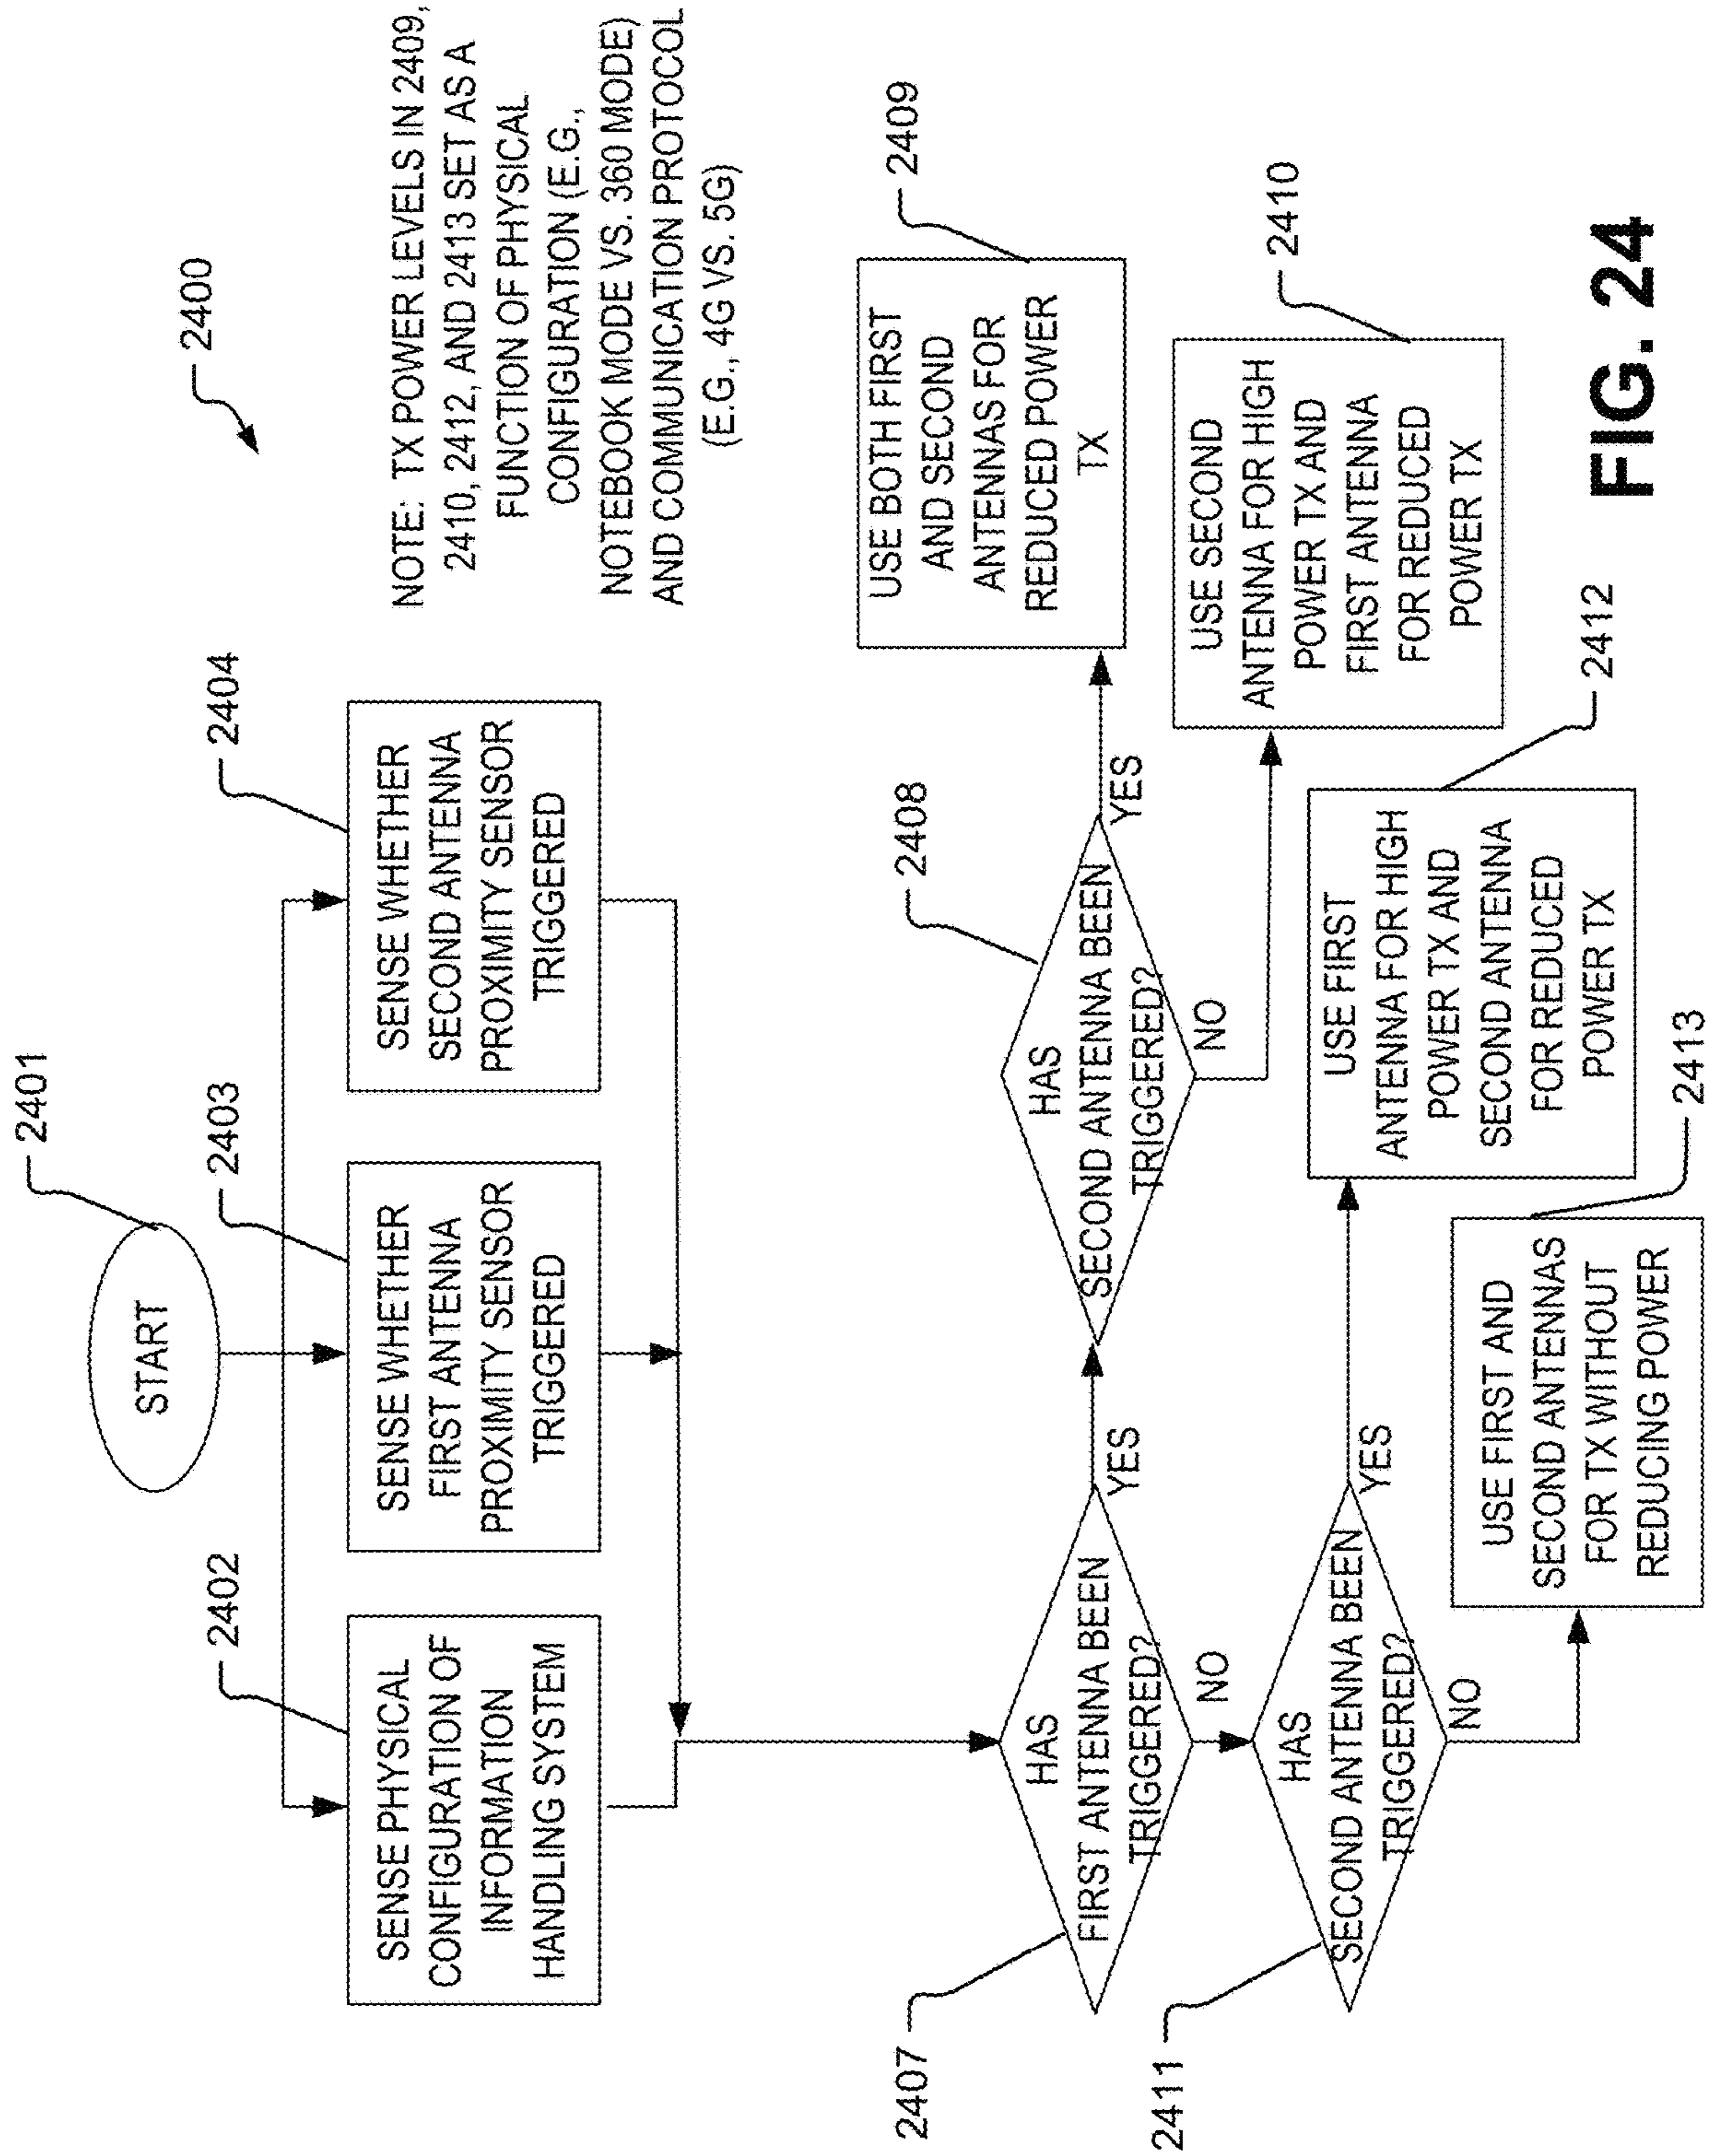 2400
2401
START
2402
SENSE PHYSICAL
CONFIGURATION OF
INFORMATION
HANDLING SYSTEM
2403
SENSE WHETHER
FIRST ANTENNA
PROXIMITY SENSOR
TRIGGERED
2404
SENSE WHETHER
SECOND ANTENNA
PROXIMITY SENSOR
TRIGGERED
NOTE: TX POWER LEVELS IN 2409,
2410, 2412, AND 2413 SET AS A
FUNCTION OF PHYSICAL
CONFIGURATION (E.G.,
NOTEBOOK MODE VS. 360 MODE)
AND COMMUNICATION PROTOCOL
(E.G., 4G VS. 5G)
2407
HAS
FIRST ANTENNA BEEN
TRIGGERED?
YES
NO
2408
HAS
SECOND ANTENNA BEEN
TRIGGERED?
YES
NO
2409
USE BOTH FIRST
AND SECOND
ANTENNAS FOR
REDUCED POWER
TX
2410
USE SECOND
ANTENNA FOR HIGH
POWER TX AND
FIRST ANTENNA
FOR REDUCED
POWER TX
2411
HAS
SECOND ANTENNA BEEN
TRIGGERED?
YES
NO
2412
USE FIRST
ANTENNA FOR HIGH
POWER TX AND
SECOND ANTENNA
FOR REDUCED
POWER TX
2413
USE FIRST AND
SECOND ANTENNAS
FOR TX WITHOUT
REDUCING POWER
FIG. 24